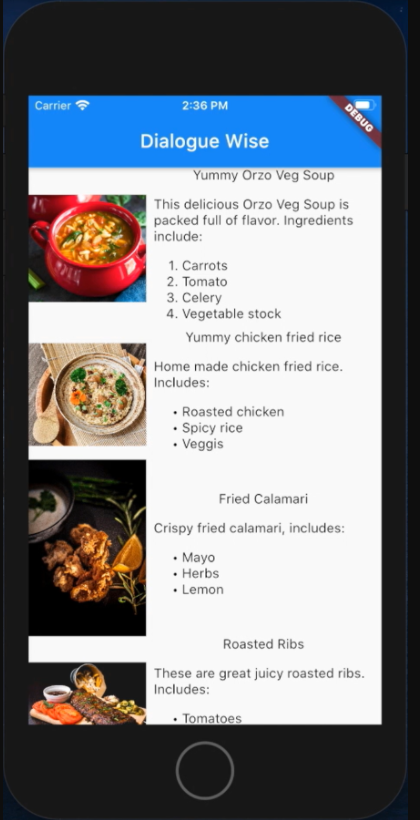 Carrier
2:36 PM
DEBUG
Dialogue Wise
Yummy Orzo Veg Soup
This delicious Orzo Veg Soup is
packed full of flavor. Ingredients
include:
1. Carrots
2. Tomato
3. Celery
4. Vegetable stock
Yummy chicken fried rice
Home made chicken fried rice.
Includes:
• Roasted chicken
• Spicy rice
• Veggis
Fried Calamari
Crispy fried calamari, includes:
• Mayo
• Herbs
• Lemon
Roasted Ribs
These are great juicy roasted ribs.
Includes:
• Tomatoes